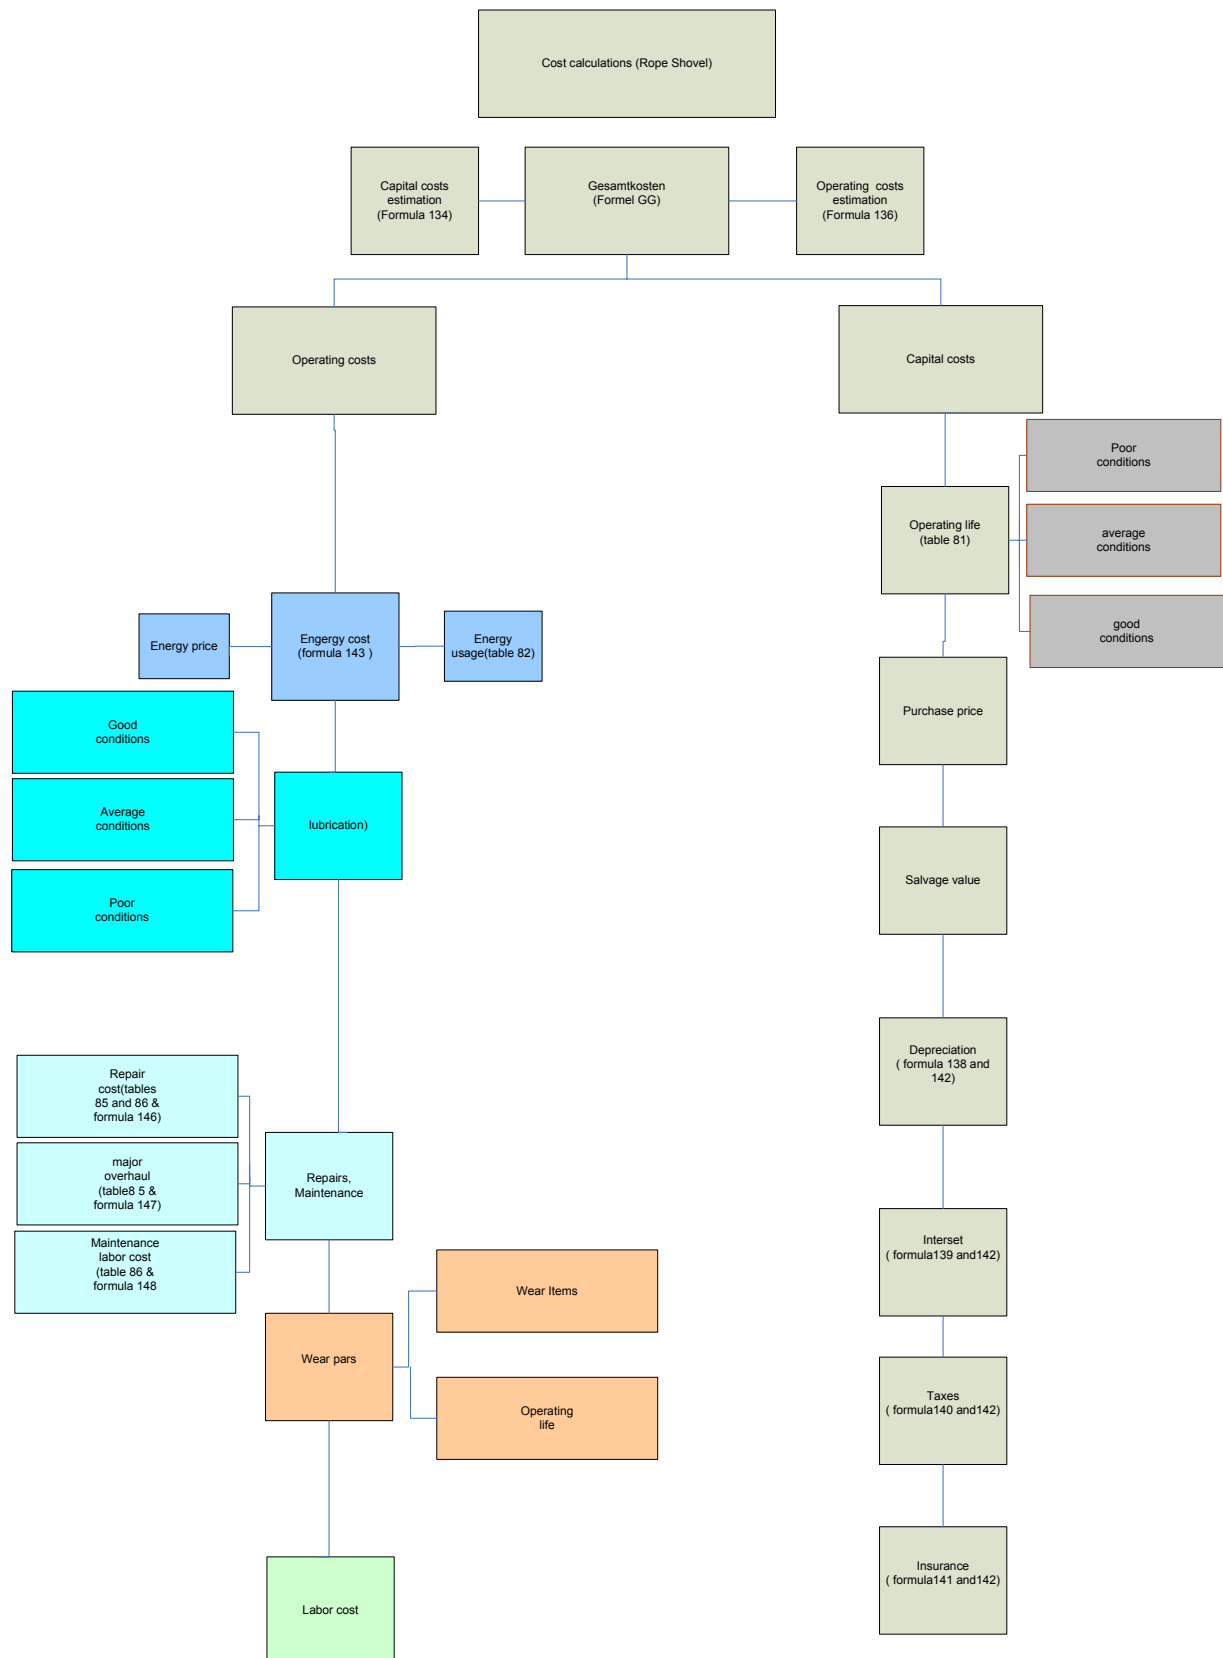 Cost calculations (Rope Shovel)
Capital costs
estimation
(Formula 134)
Gesamtkosten
(Formel GG)
Operating  costs
estimation
(Formula 136)
Operating costs
Capital costs
Poor
conditions
Operating life
(table 81)
average
conditions
good
conditions
Energy price
Engergy cost
(formula 143 )
Energy
usage(table 82)
Purchase price
Good
conditions
Average
conditions
lubrication)
Poor
conditions
Salvage value
Depreciation
( formula 138 and
142)
Repair
cost(tables
85 and 86 &
formula 146)
major
overhaul
(table8 5 &
formula 147)
Maintenance
labor cost
(table 86 &
formula 148
Repairs,
Maintenance
Interset
( formula139 and142)
Wear Items
Wear pars
Operating
life
Taxes
( formula140 and142)
Insurance
( formula141 and142)
Labor cost